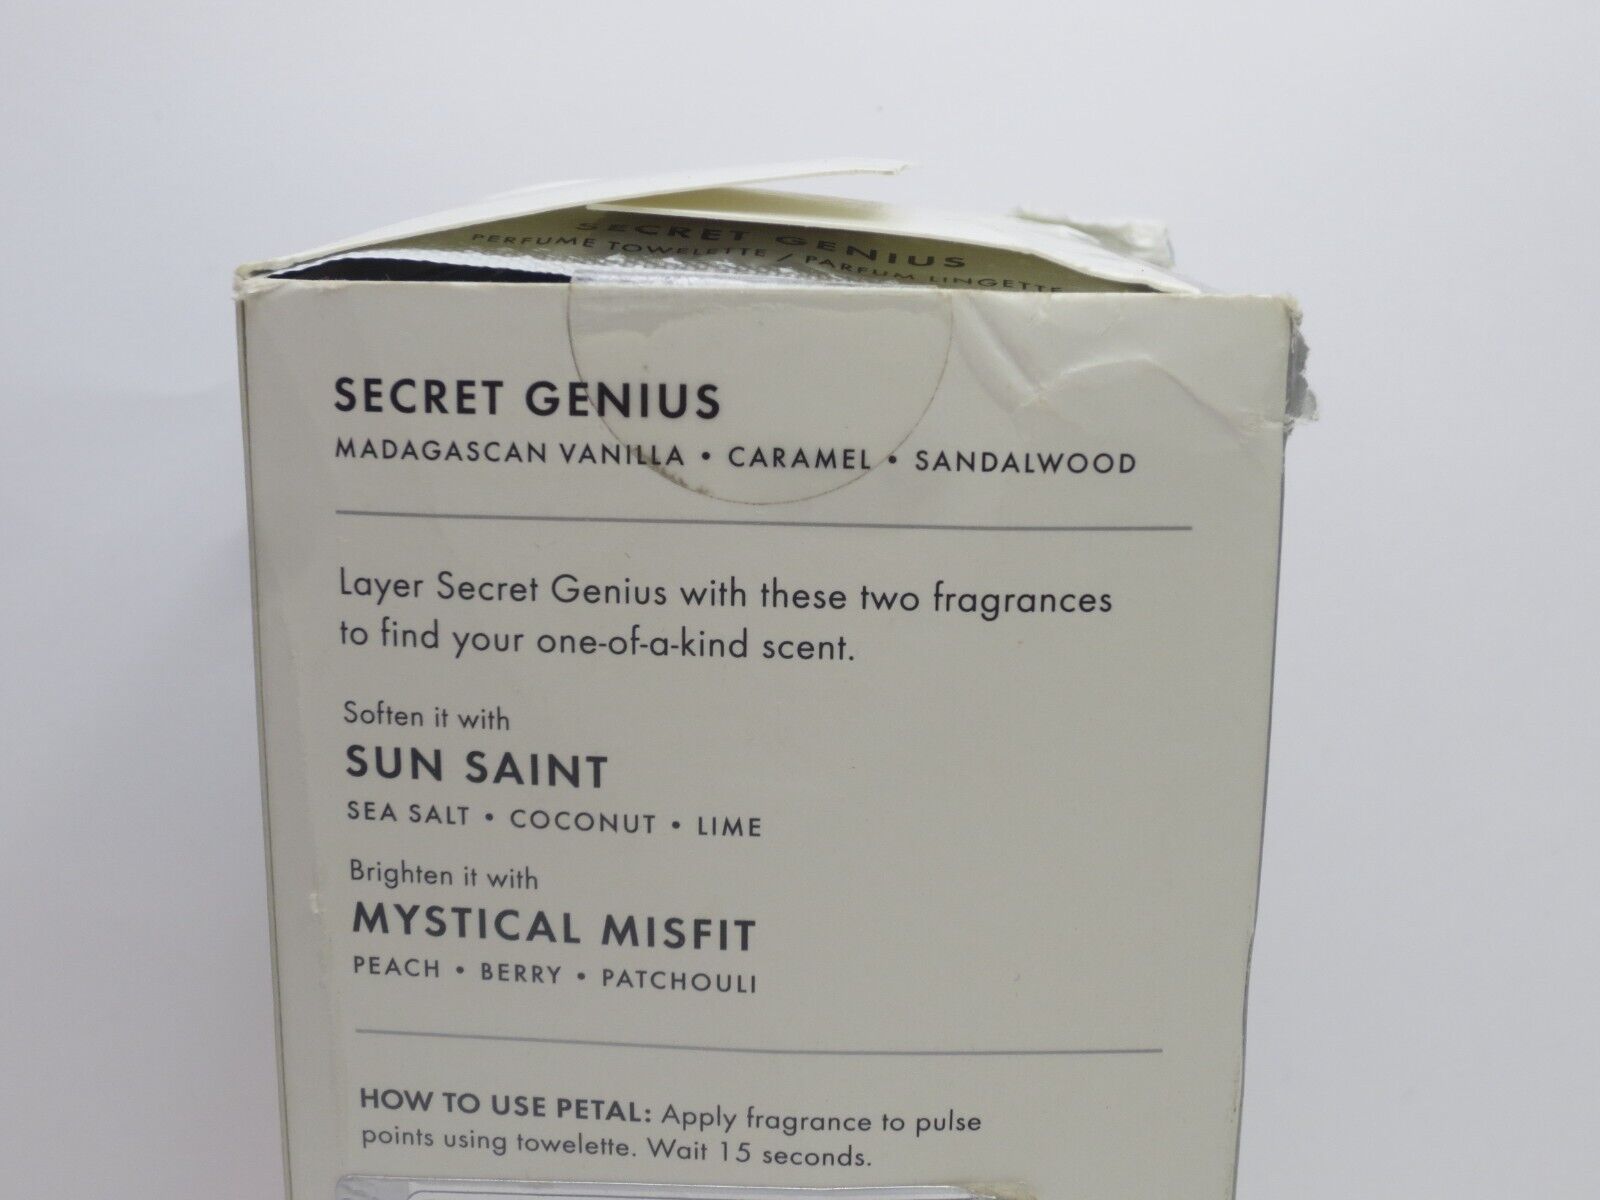 SECRET GENIUS
PERFUME TOWELETTE / PARFUM LINGETTE
SECRET GENIUS
MADAGASCAN VANILLA • CARAMEL • SANDALWOOD
Layer Secret Genius with these two fragrances
to find your one-of-a-kind scent.
Soften it with
SUN SAINT
SEA SALT • COCONUT • LIME
Brighten it with
MYSTICAL MISFIT
PEACH • BERRY • PATCHOULI
HOW TO USE PETAL: Apply fragrance to pulse
points using towelette. Wait 15 seconds.